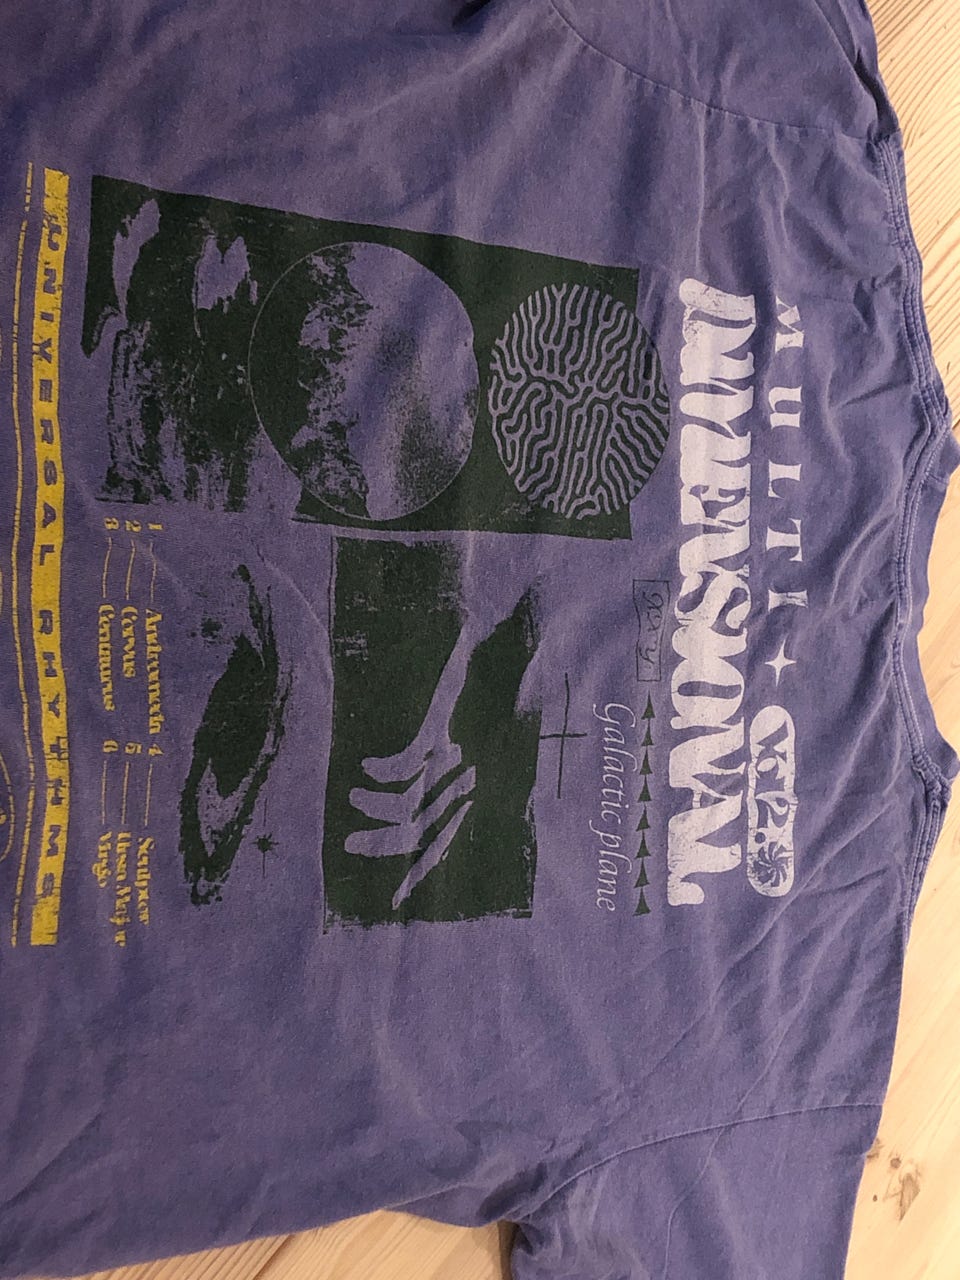 MuLTI
DIMENSIONAL
Galactic plane
1 Andromeda 4 Sculptor
2 Corvus 5 Ursa Major
3 Centaurus 6 Virgo
UNIVERSAL RHYTHMS